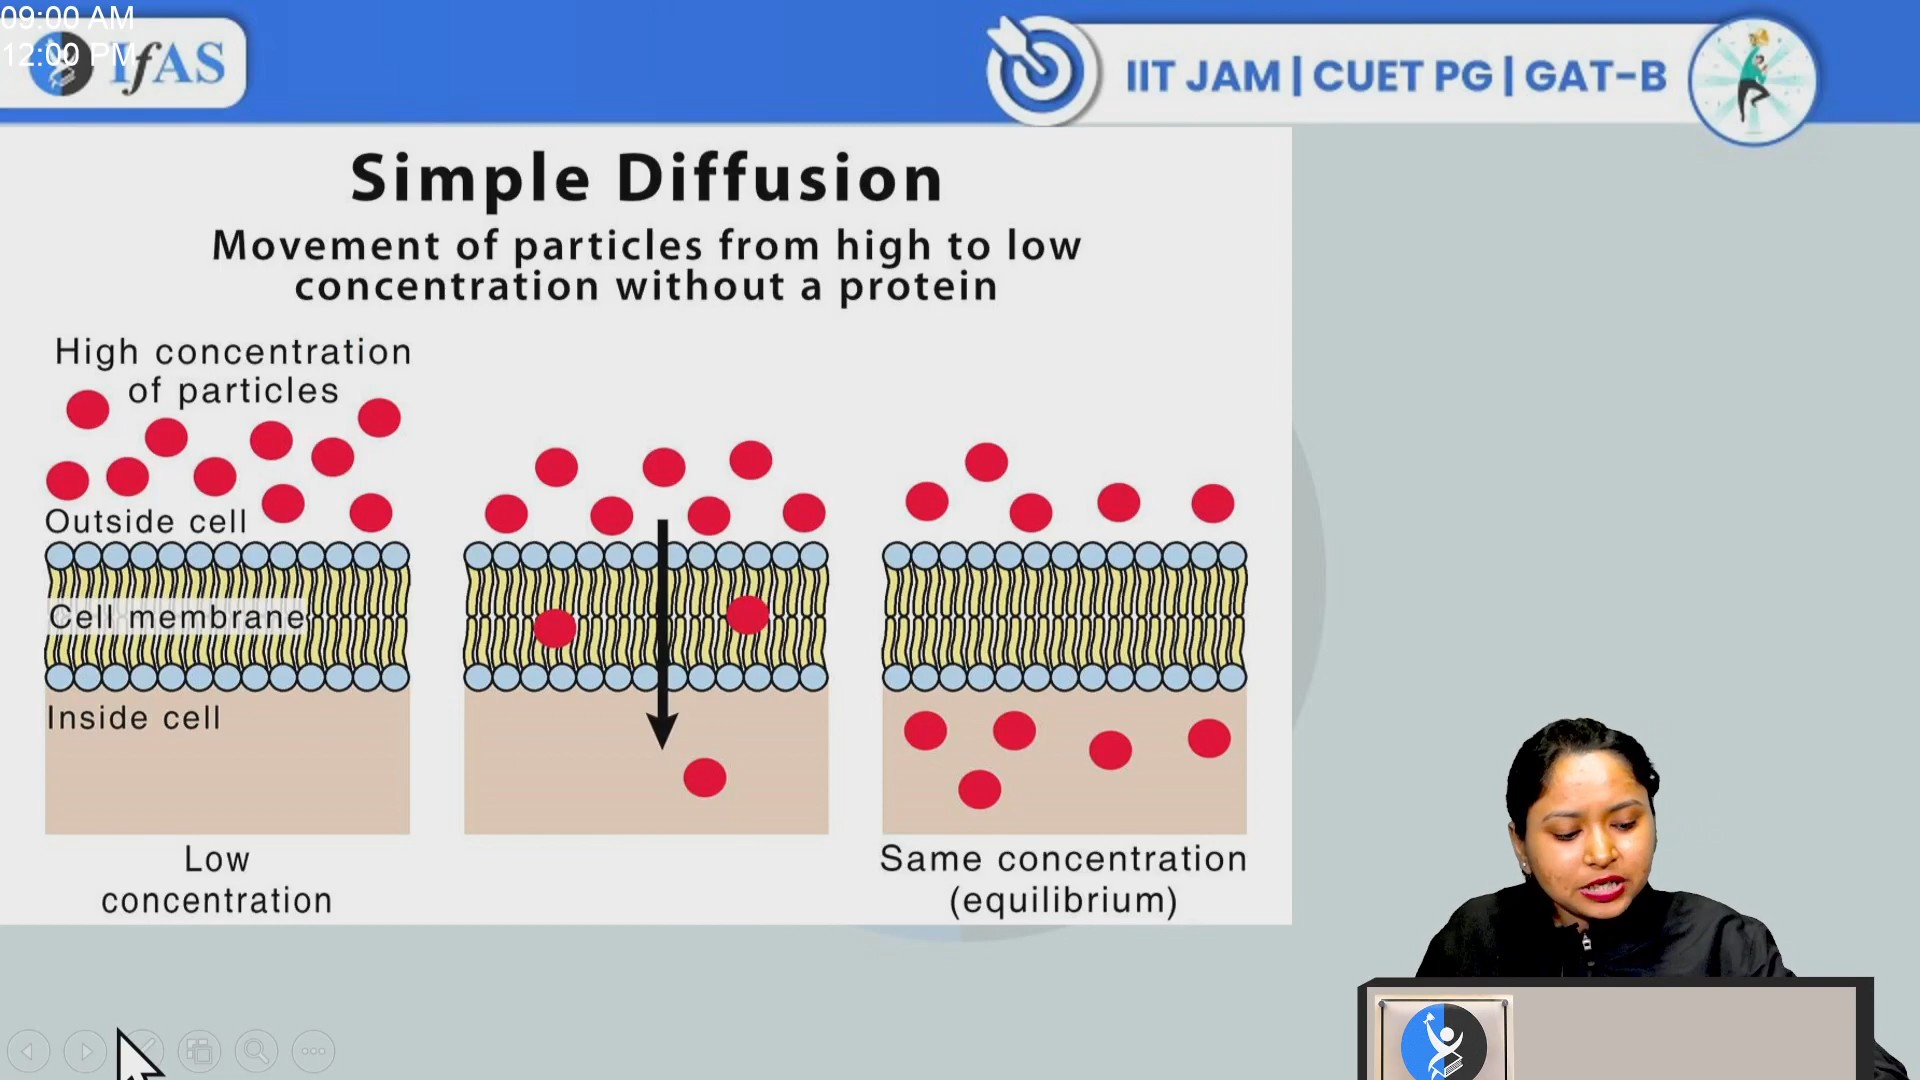 09:00 AM
12:00 PM
IfAS
IIT JAM | CUET PG | GAT-B
Simple Diffusion
Movement of particles from high to low
concentration without a protein
High concentration
of particles
Outside cell
Cell membrane
Inside cell
Low
concentration
Same concentration
(equilibrium)